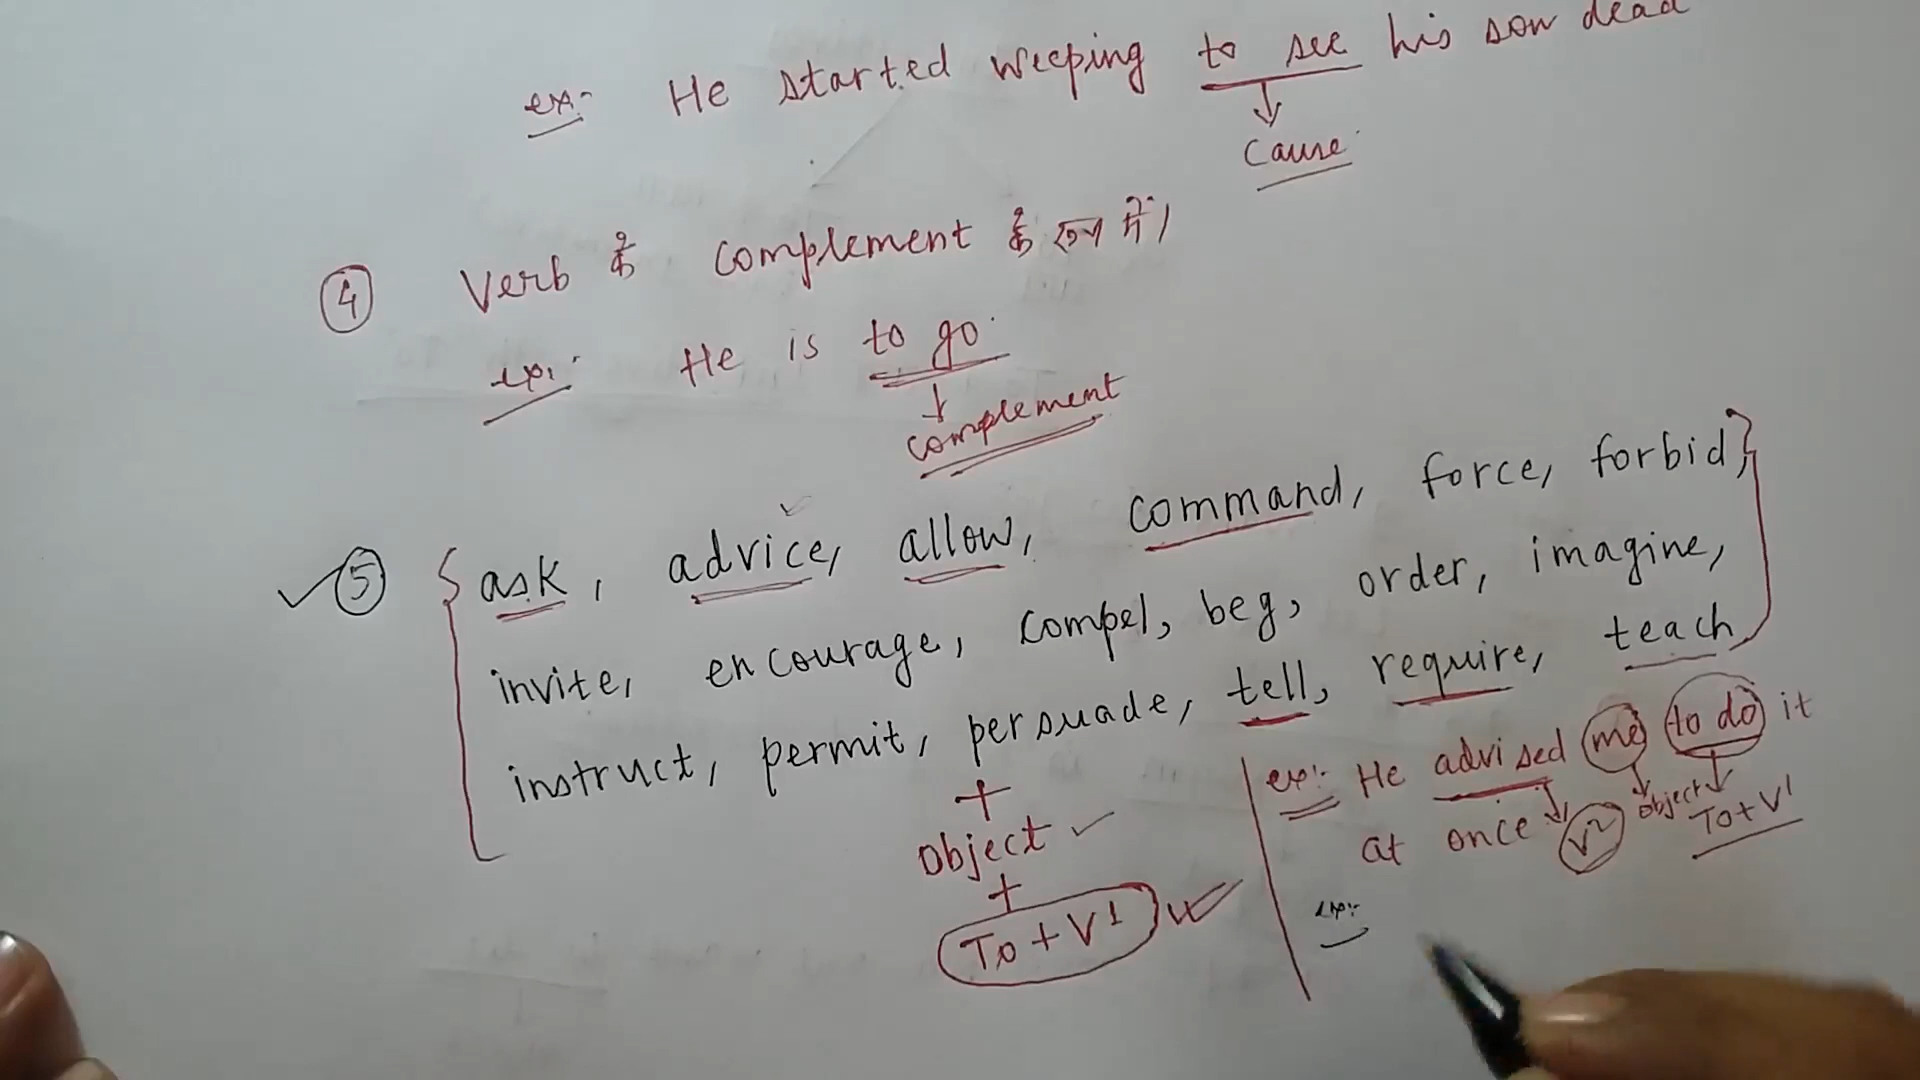 ex:- He started weeping to see his son dead
Cause
④ Verb के complement के रूप में।
ex: He is to go.
complement
⑤ { ask, advice, allow, command, force, forbid, }
invite, encourage, compel, beg, order, imagine,
instruct, permit, persuade, tell, require, teach
+
Object
+
To + V¹
ex:- He advised me to do it
object To + V¹
at once V²
ex:-